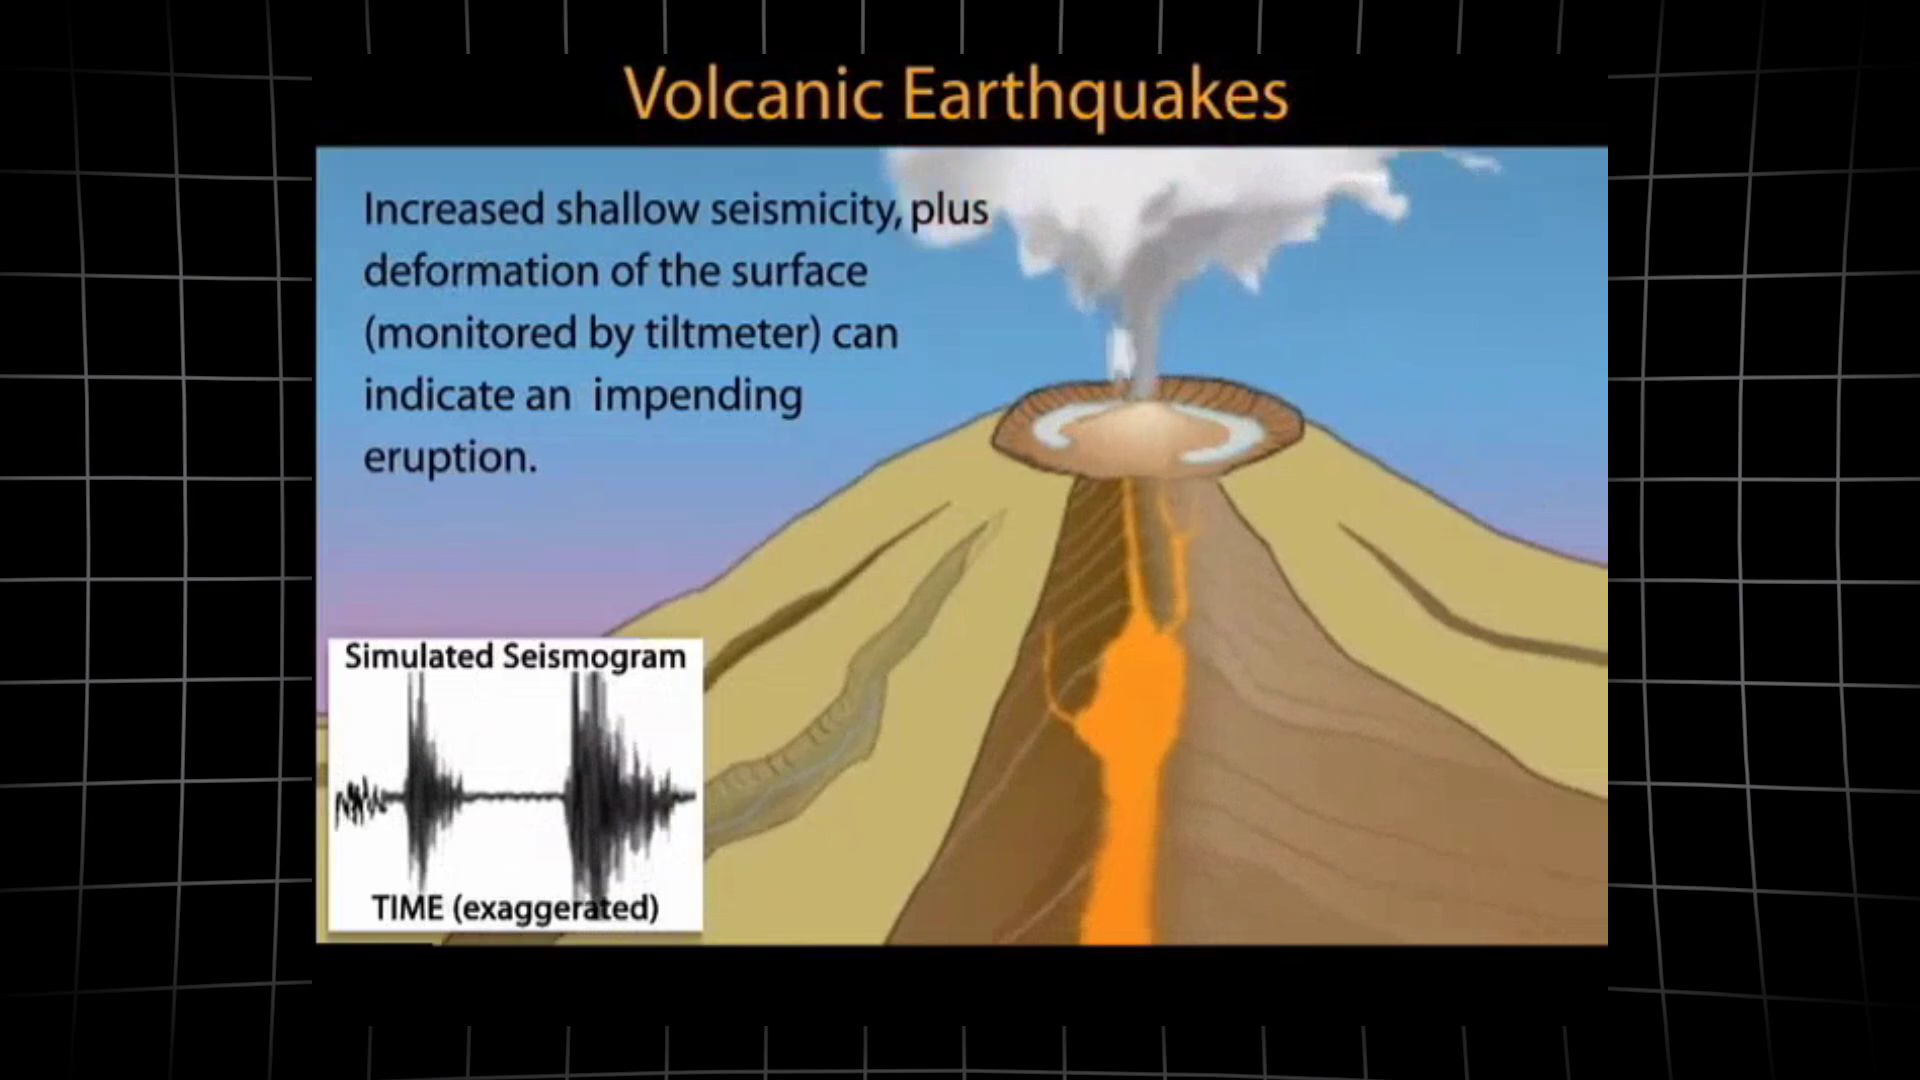 Volcanic Earthquakes
Increased shallow seismicity, plus
deformation of the surface
(monitored by tiltmeter) can
indicate an impending
eruption.
Simulated Seismogram
TIME (exaggerated)